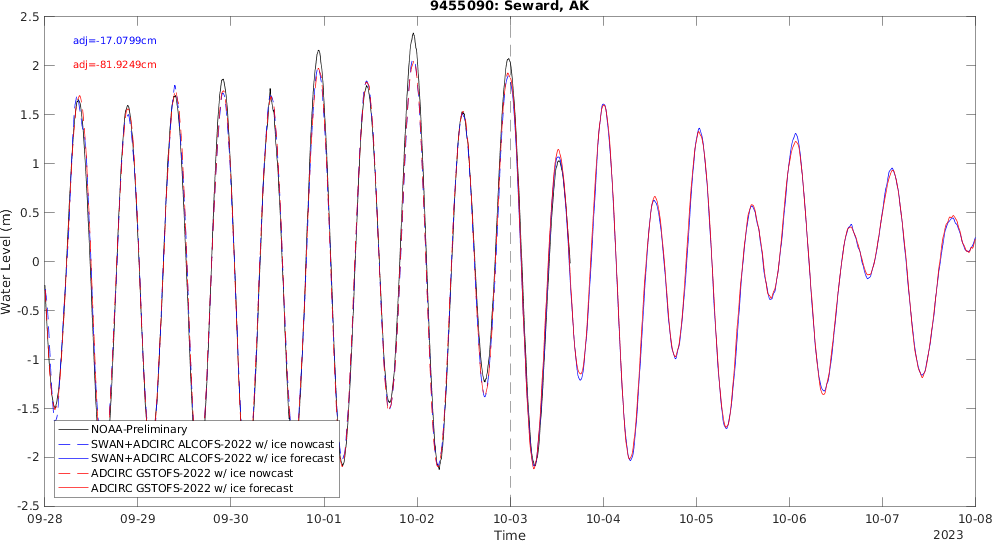 9455090: Seward, AK
adj=-17.0799cm
adj=-81.9249cm
2.5
2
1.5
1
0.5
0
-0.5
-1
-1.5
-2
-2.5
Water Level (m)
NOAA-Preliminary
SWAN+ADCIRC ALCOFS-2022 w/ ice nowcast
SWAN+ADCIRC ALCOFS-2022 w/ ice forecast
ADCIRC GSTOFS-2022 w/ ice nowcast
ADCIRC GSTOFS-2022 w/ ice forecast
09-28 09-29 09-30 10-01 10-02 10-03 10-04 10-05 10-06 10-07 10-08
Time
2023